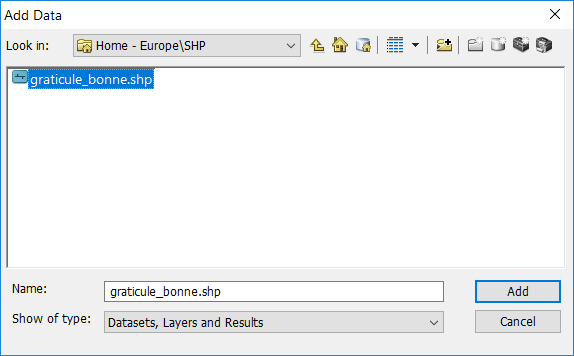 Add Data
Look in: Home - Europe\SHP
graticule_bonne.shp
Name: graticule_bonne.shp Add
Show of type: Datasets, Layers and Results Cancel